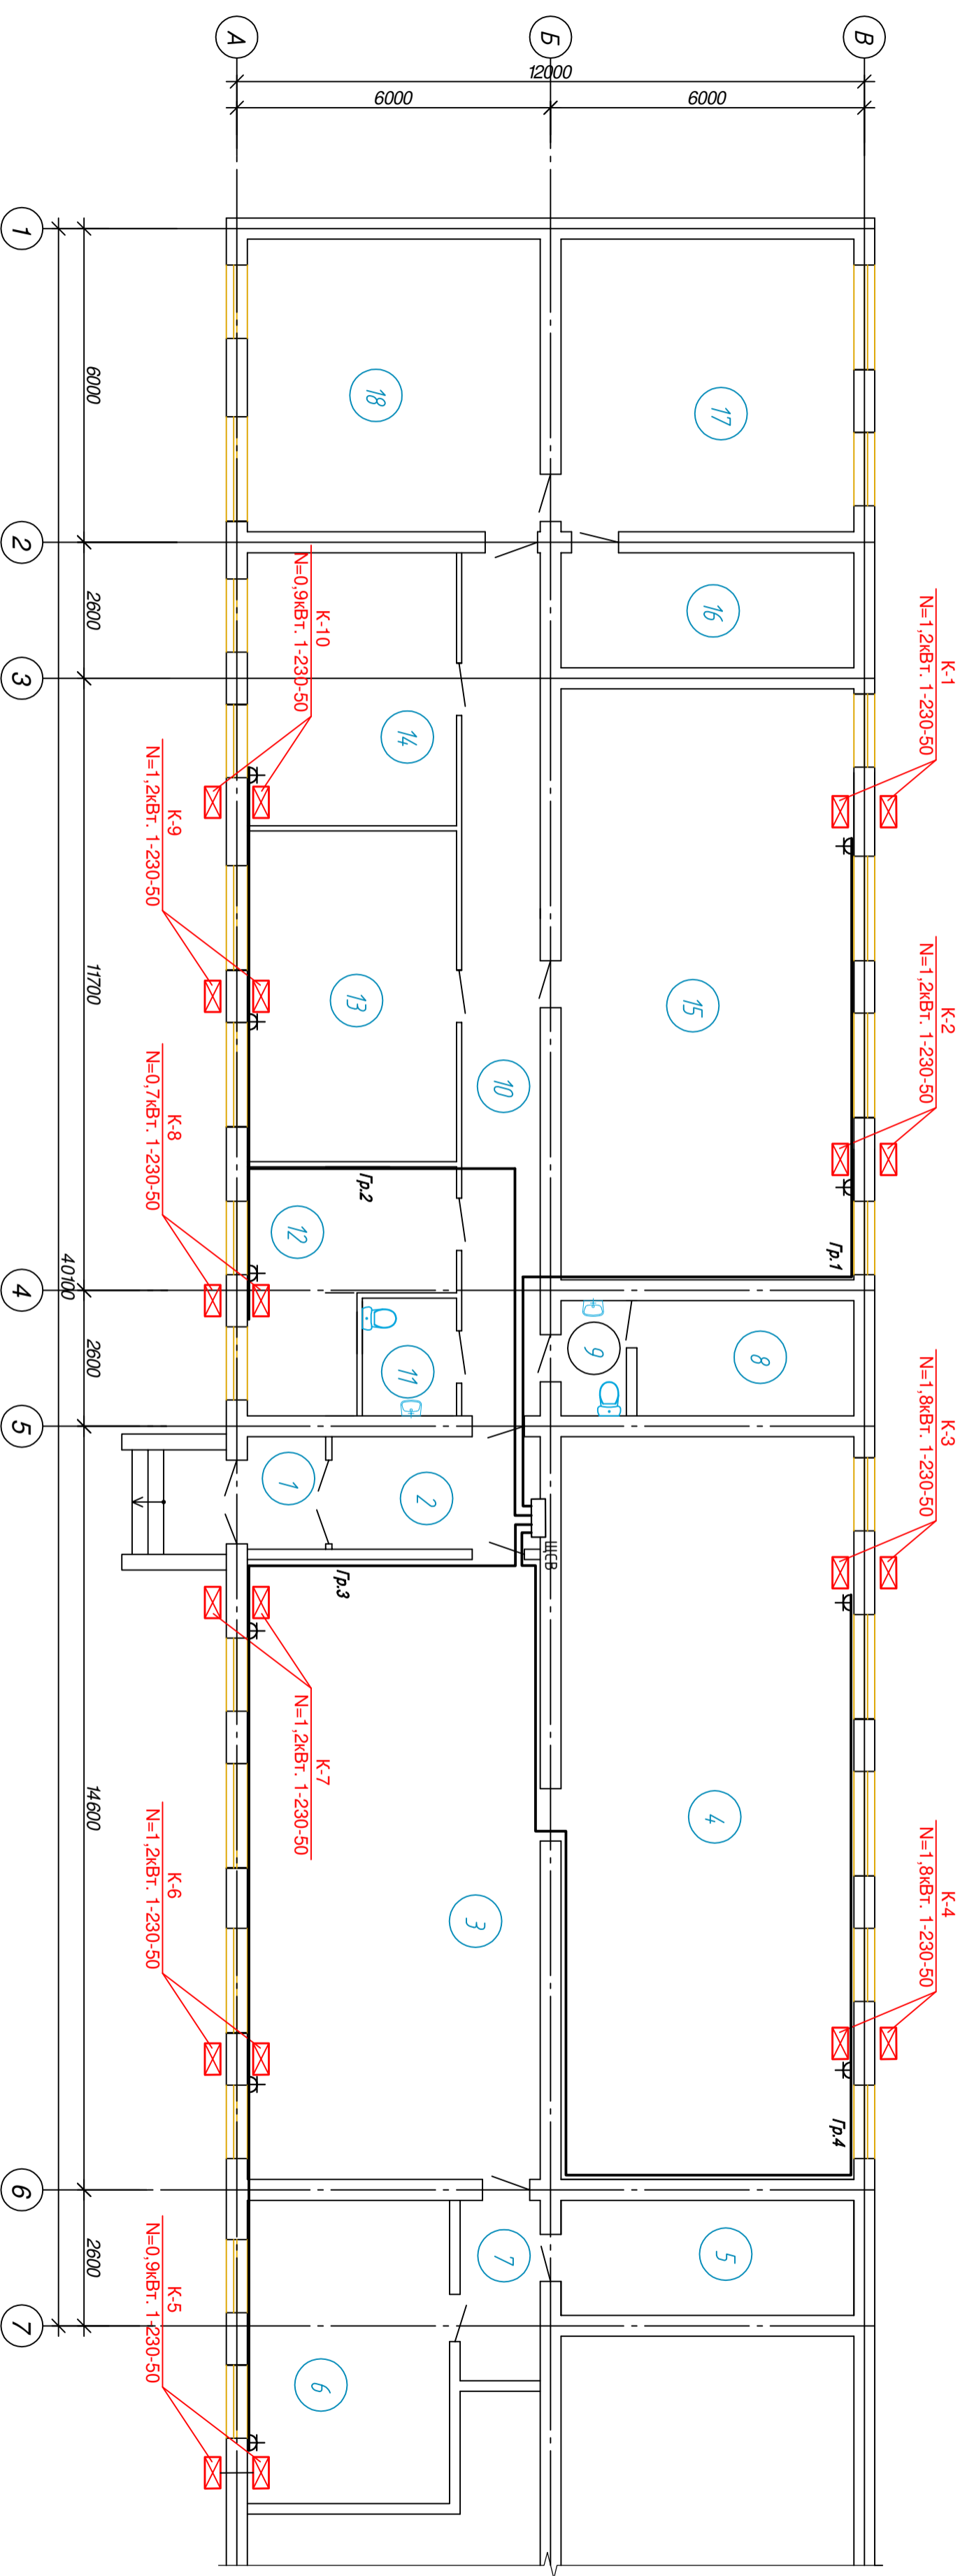 К-1
N=1,2кВт. 1-230-50
К-2
N=1,2кВт. 1-230-50
К-3
N=1,8кВт. 1-230-50
К-4
N=1,8кВт. 1-230-50
В
Б
А
12000
6000
6000
17
16
15
Гр.1
8
9
4
Гр.4
5
18
14
13
10
12
Гр.2
11
1
2
ЩСВ
Гр.3
3
7
6
К-10
N=0,9кВт. 1-230-50
К-9
N=1,2кВт. 1-230-50
К-8
N=0,7кВт. 1-230-50
К-7
N=1,2кВт. 1-230-50
К-6
N=1,2кВт. 1-230-50
К-5
N=0,9кВт. 1-230-50
6000
2600
11700
2600
14600
2600
40100
1
2
3
4
5
6
7